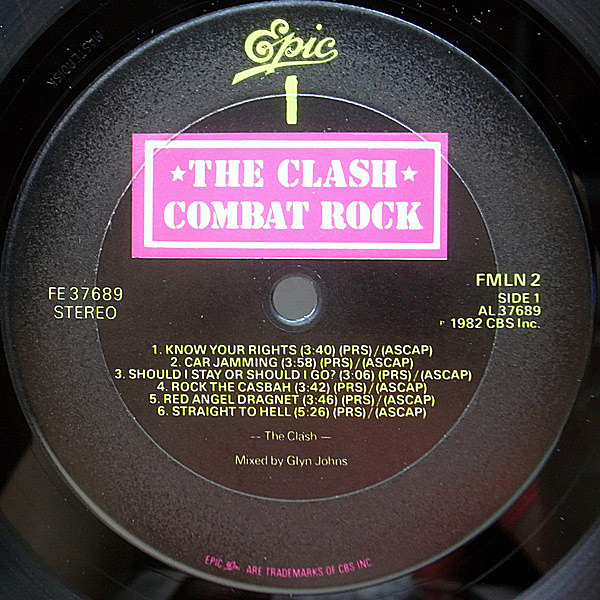 Epic
★THE CLASH★
COMBAT ROCK
FE 37689
STEREO
FMLN 2
SIDE 1
AL 37689
℗ 1982 CBS Inc.
1. KNOW YOUR RIGHTS (3:40) (PRS)/(ASCAP)
2. CAR JAMMING (3:58) (PRS)/(ASCAP)
3. SHOULD I STAY OR SHOULD I GO? (3:06) (PRS)/(ASCAP)
4. ROCK THE CASBAH (3:42) (PRS)/(ASCAP)
5. RED ANGEL DRAGNET (3:46) (PRS)/(ASCAP)
6. STRAIGHT TO HELL (5:26) (PRS)/(ASCAP)
-- The Clash —
Mixed by Glyn Johns
EPIC, Epic ARE TRADEMARKS OF CBS INC.